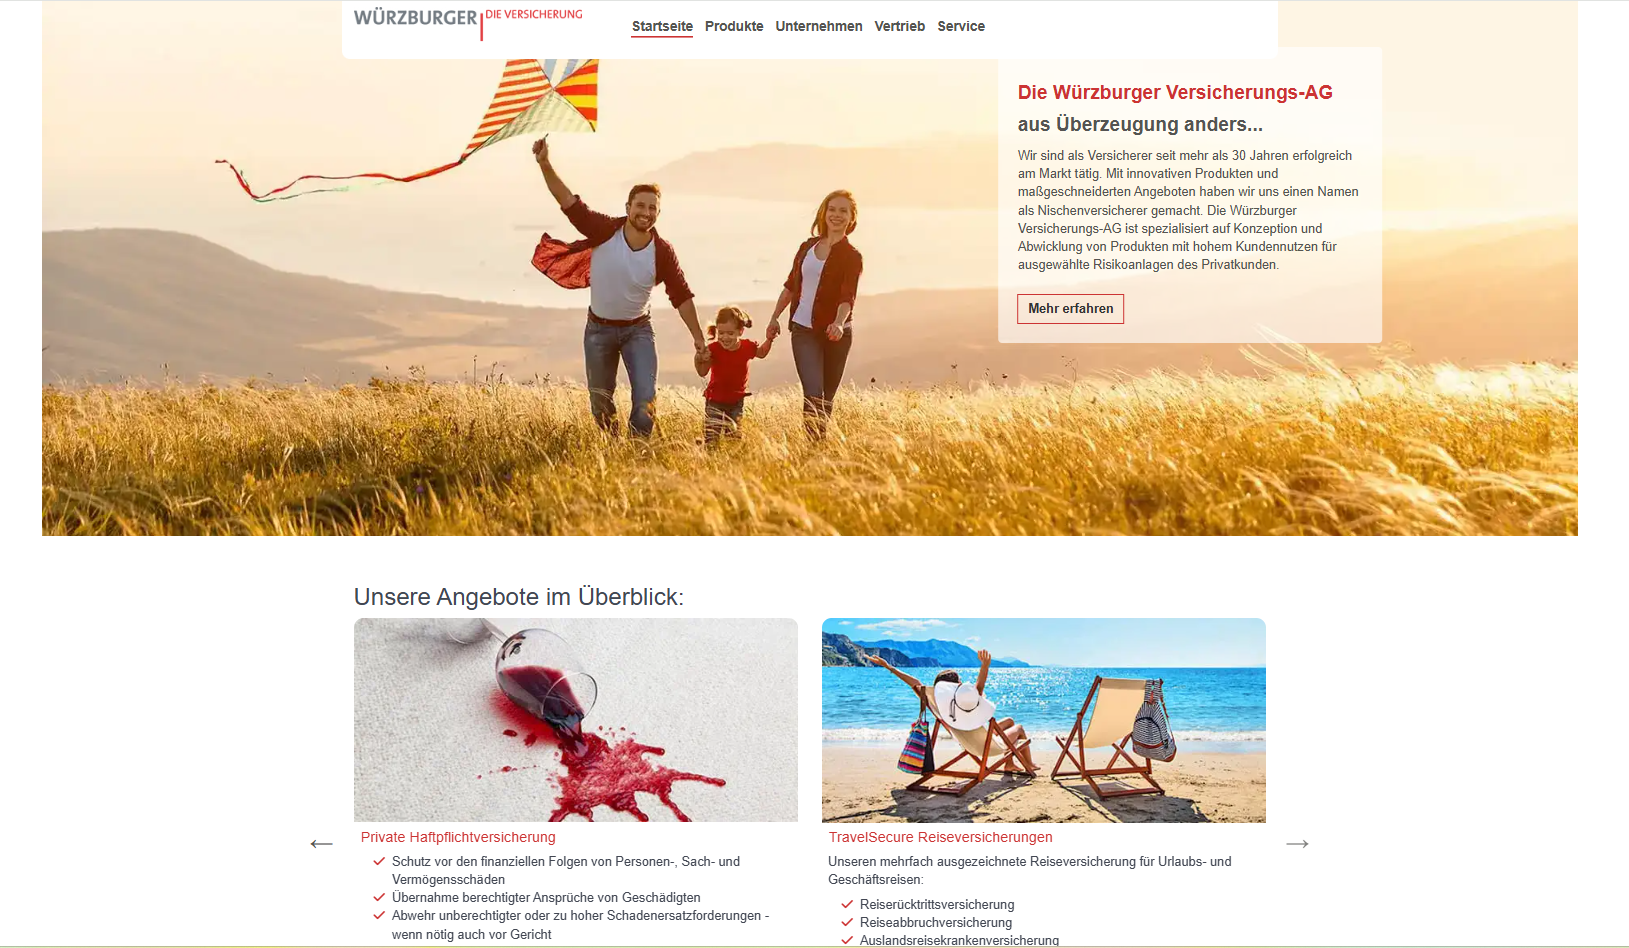 WÜRZBURGER DIE VERSICHERUNG
Startseite Produkte Unternehmen Vertrieb Service
Die Würzburger Versicherungs-AG
aus Überzeugung anders...
Wir sind als Versicherer seit mehr als 30 Jahren erfolgreich
am Markt tätig. Mit innovativen Produkten und
maßgeschneiderten Angeboten haben wir uns einen Namen
als Nischenversicherer gemacht. Die Würzburger
Versicherungs-AG ist spezialisiert auf Konzeption und
Abwicklung von Produkten mit hohem Kundennutzen für
ausgewählte Risikoanlagen des Privatkunden.
Mehr erfahren
Unsere Angebote im Überblick:
Private Haftpflichtversicherung
Schutz vor den finanziellen Folgen von Personen-, Sach- und
Vermögensschäden
Übernahme berechtigter Ansprüche von Geschädigten
Abwehr unberechtigter oder zu hoher Schadenersatzforderungen -
wenn nötig auch vor Gericht
TravelSecure Reiseversicherungen
Unseren mehrfach ausgezeichnete Reiseversicherung für Urlaubs- und
Geschäftsreisen:
Reiserücktrittsversicherung
Reiseabbruchversicherung
Auslandsreisekrankenversicherung